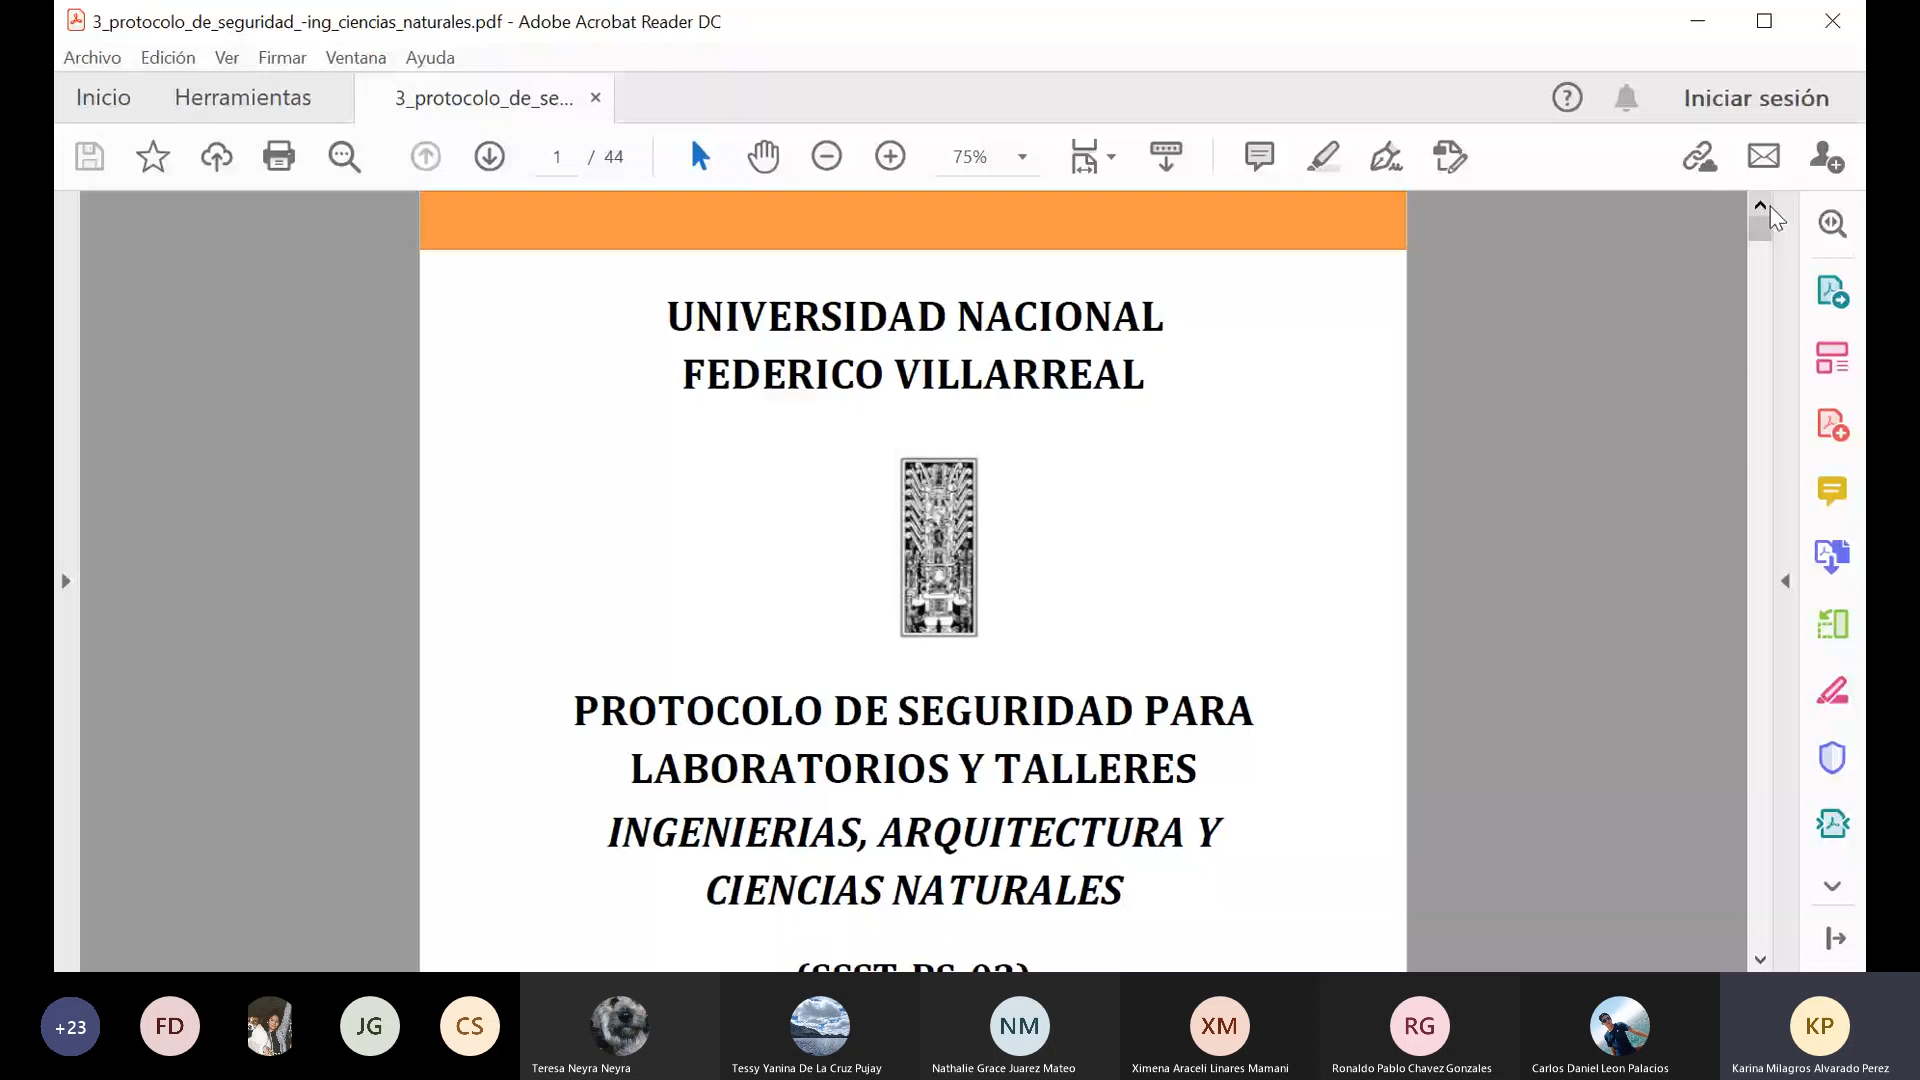 3_protocolo_de_seguridad_-ing_ciencias_naturales.pdf - Adobe Acrobat Reader DC
Archivo Edición Ver Firmar Ventana Ayuda
Inicio Herramientas 3_protocolo_de_se... Iniciar sesión
1 / 44 75%
UNIVERSIDAD NACIONAL
FEDERICO VILLARREAL
PROTOCOLO DE SEGURIDAD PARA
LABORATORIOS Y TALLERES
INGENIERIAS, ARQUITECTURA Y
CIENCIAS NATURALES
(SSST-PS-03)
+23 FD JG CS NM XM RG KP
Teresa Neyra Neyra Tessy Yanina De La Cruz Pujay Nathalie Grace Juarez Mateo Ximena Araceli Linares Mamani Ronaldo Pablo Chavez Gonzales Carlos Daniel Leon Palacios Karina Milagros Alvarado Perez